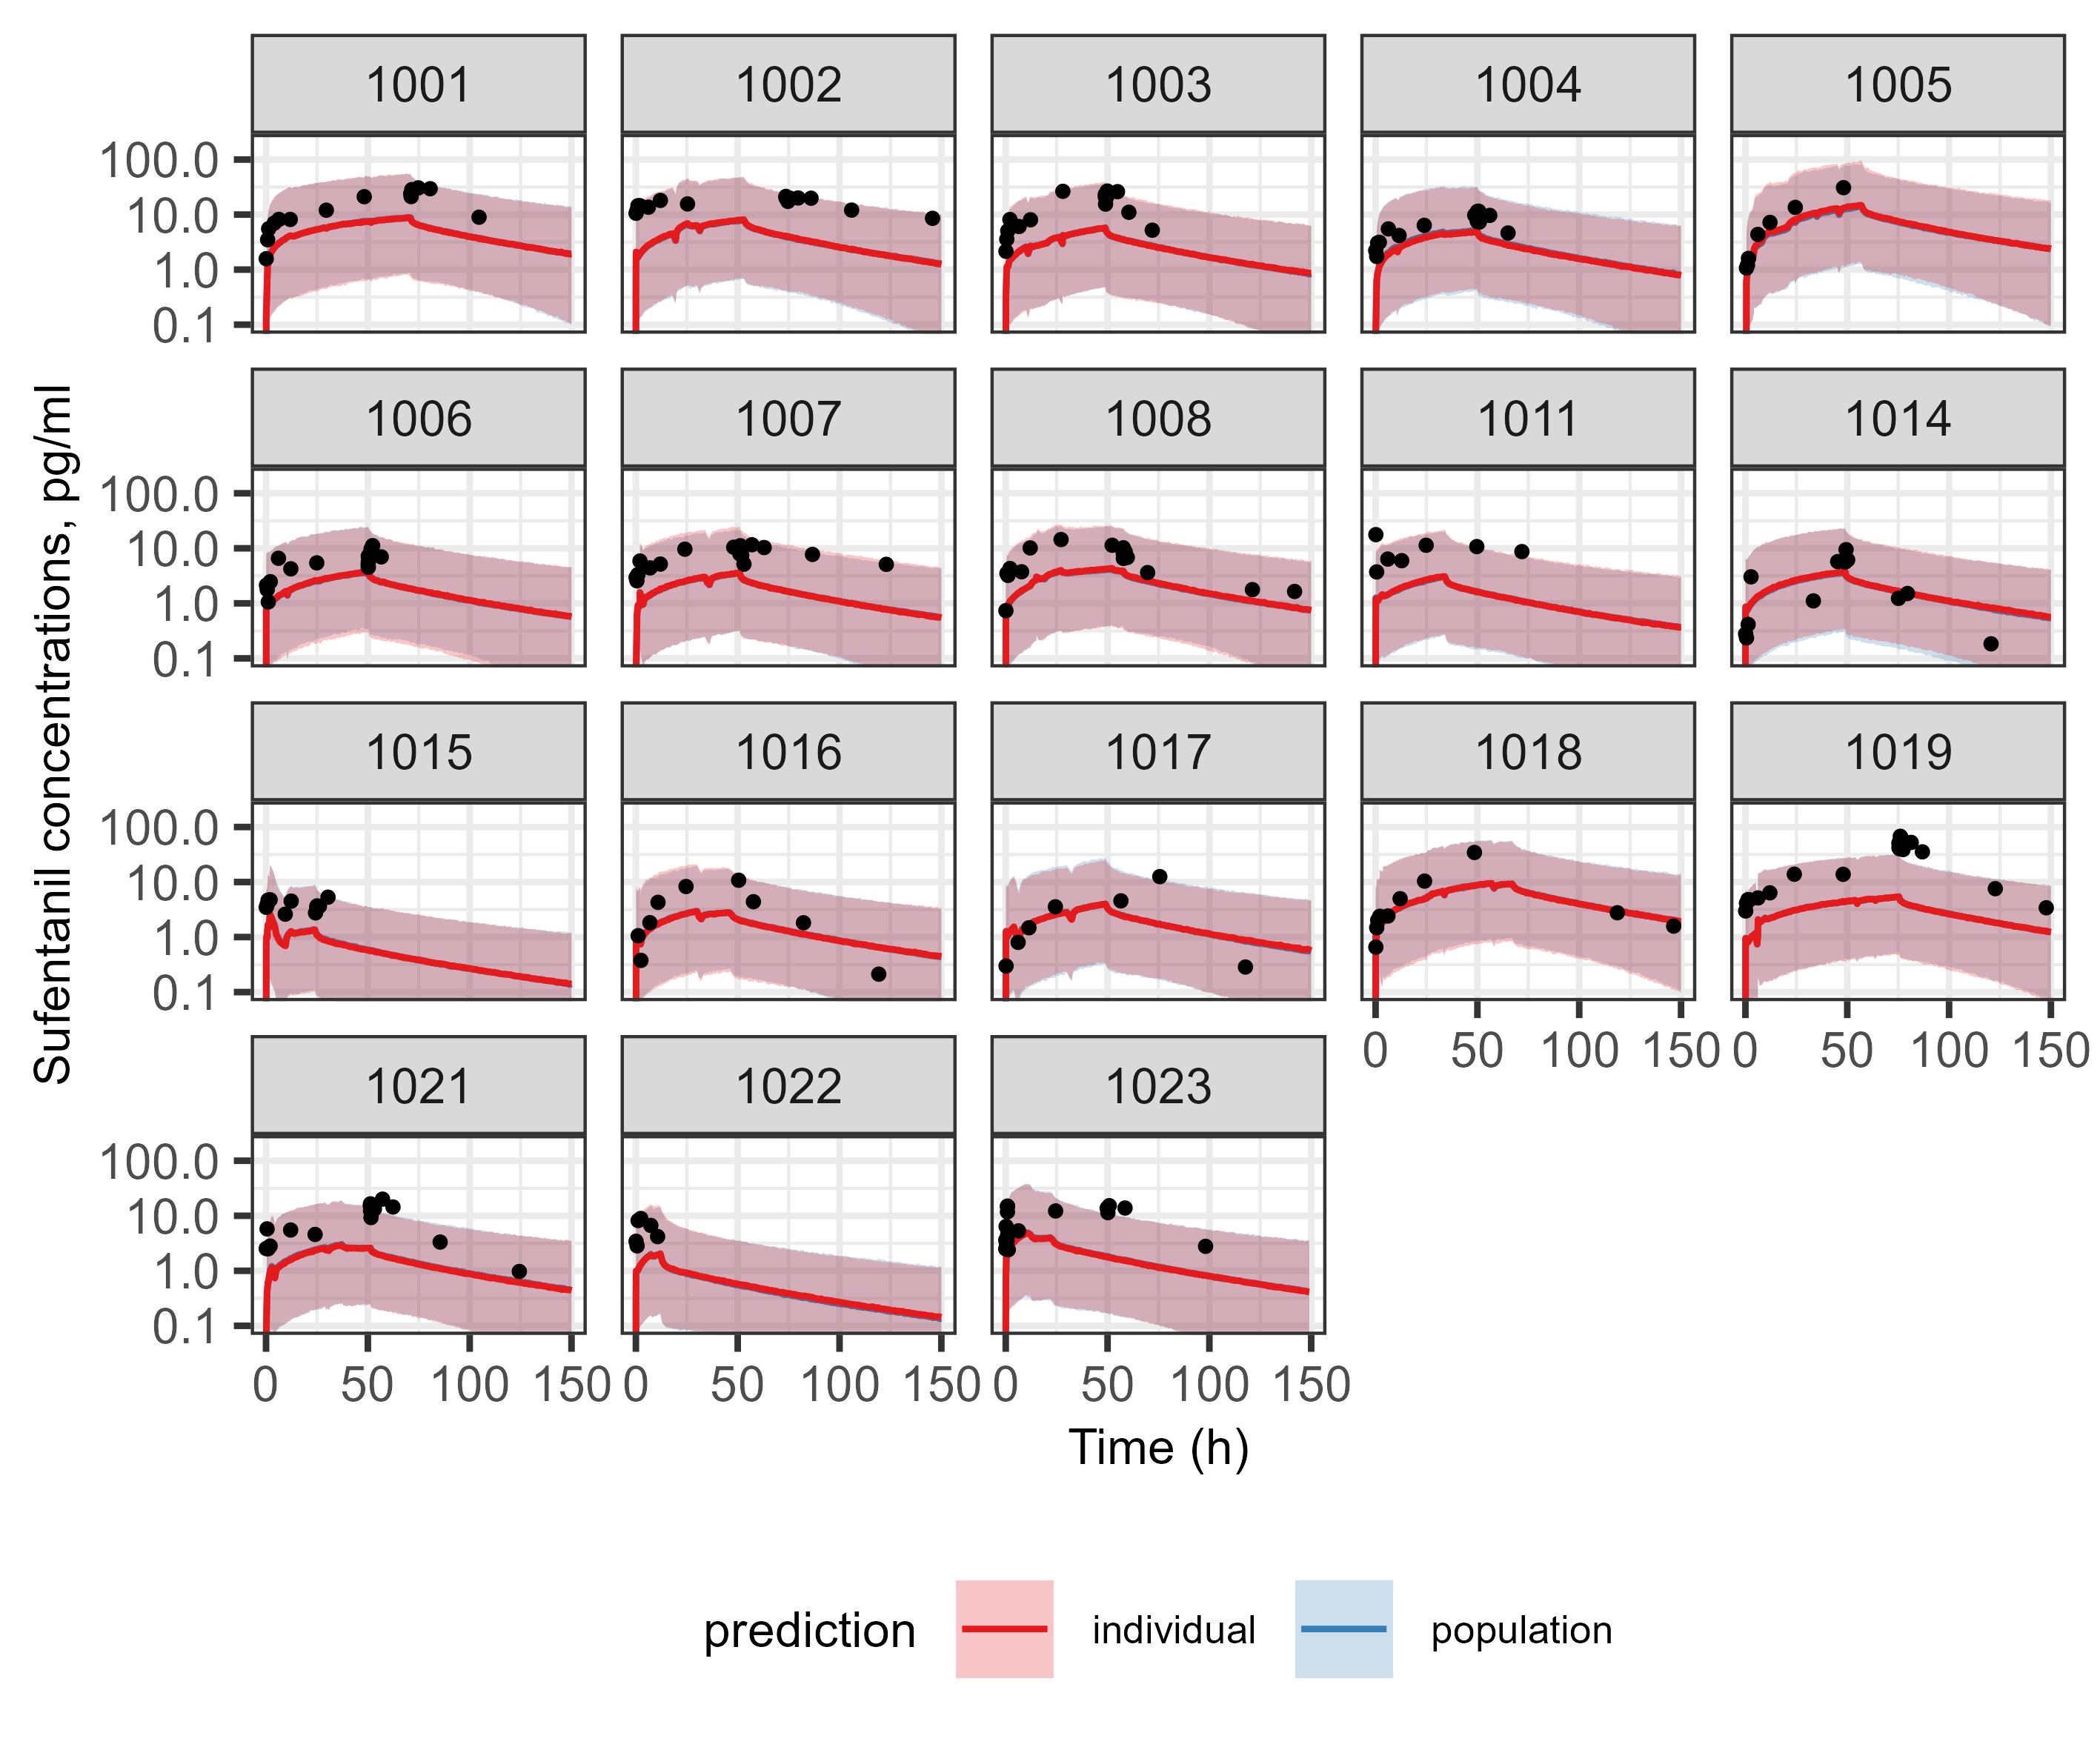 1001 1002 1003 1004 1005
100.0
10.0
1.0
0.1
1006 1007 1008 1011 1014
100.0
10.0
1.0
0.1
1015 1016 1017 1018 1019
100.0
10.0
1.0
0.1
0 50 100 150 0 50 100 150
1021 1022 1023
100.0
10.0
1.0
0.1
0 50 100 150 0 50 100 150 0 50 100 150
Sufentanil concentrations, pg/ml
Time (h)
prediction individual population